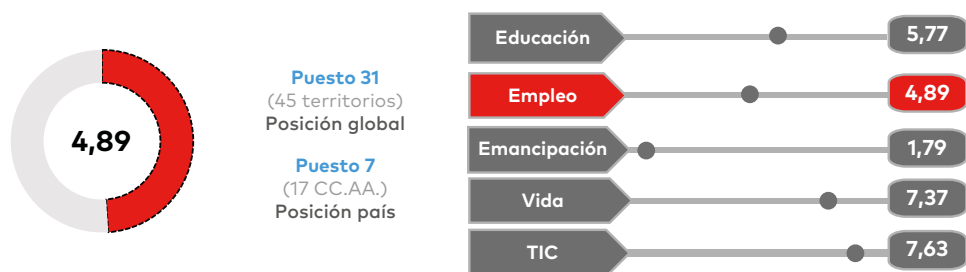 4,89
Puesto 31
(45 territorios)
Posición global
Puesto 7
(17 CC.AA.)
Posición país
Educación 5,77
Empleo 4,89
Emancipación 1,79
Vida 7,37
TIC 7,63